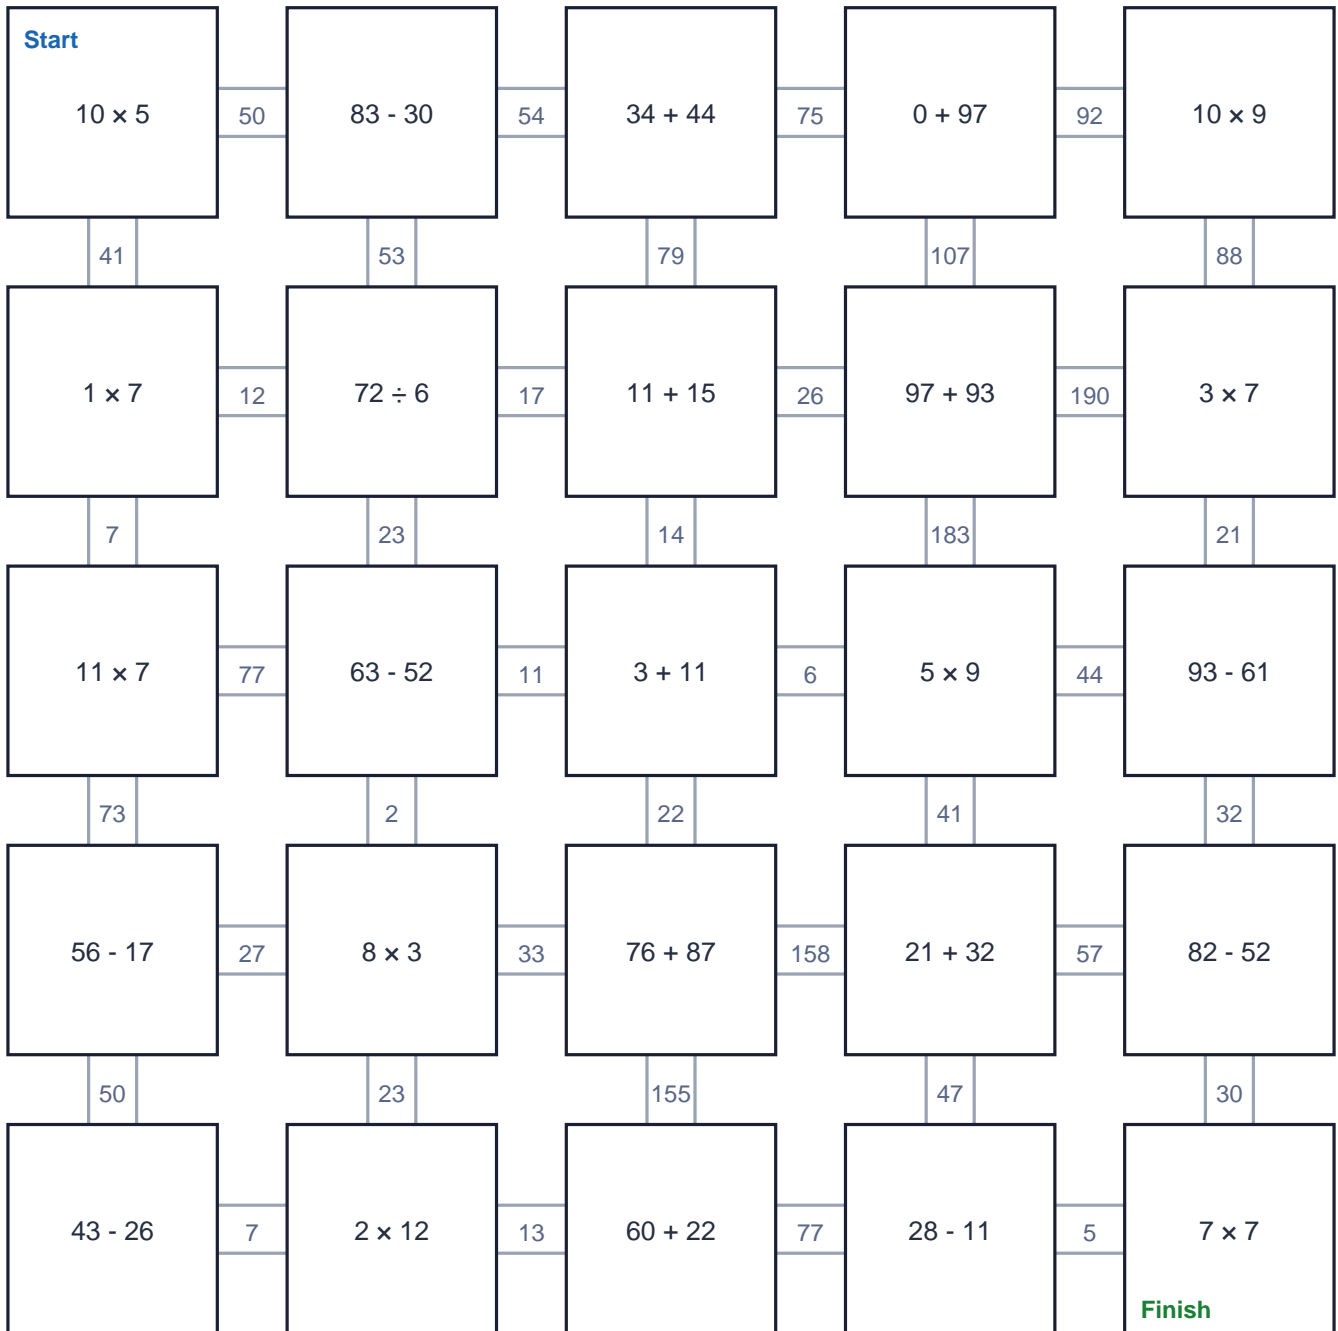 Start
10 × 5 50 83 - 30 54 34 + 44 75 0 + 97 92 10 × 9
41 53 79 107 88
1 × 7 12 72 ÷ 6 17 11 + 15 26 97 + 93 190 3 × 7
7 23 14 183 21
11 × 7 77 63 - 52 11 3 + 11 6 5 × 9 44 93 - 61
73 2 22 41 32
56 - 17 27 8 × 3 33 76 + 87 158 21 + 32 57 82 - 52
50 23 155 47 30
43 - 26 7 2 × 12 13 60 + 22 77 28 - 11 5 7 × 7
Finish